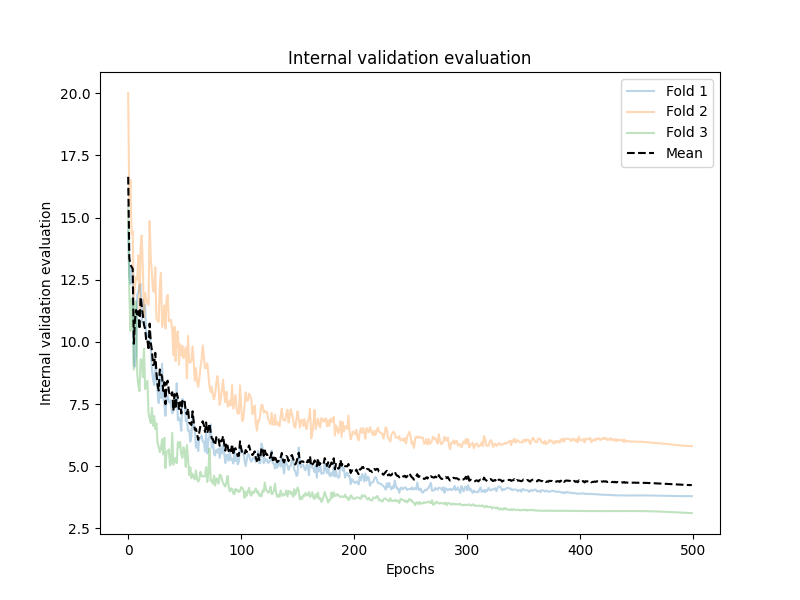 Internal validation evaluation
Fold 1
Fold 2
Fold 3
Mean
Internal validation evaluation
20.0
17.5
15.0
12.5
10.0
7.5
5.0
2.5
0 100 200 300 400 500
Epochs